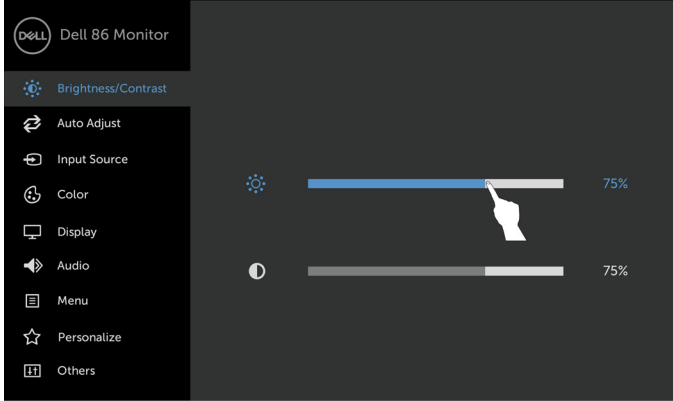 DELL
Dell 86 Monitor
Brightness/Contrast
Auto Adjust
Input Source
Color
Display
Audio
Menu
Personalize
Others
75%
75%